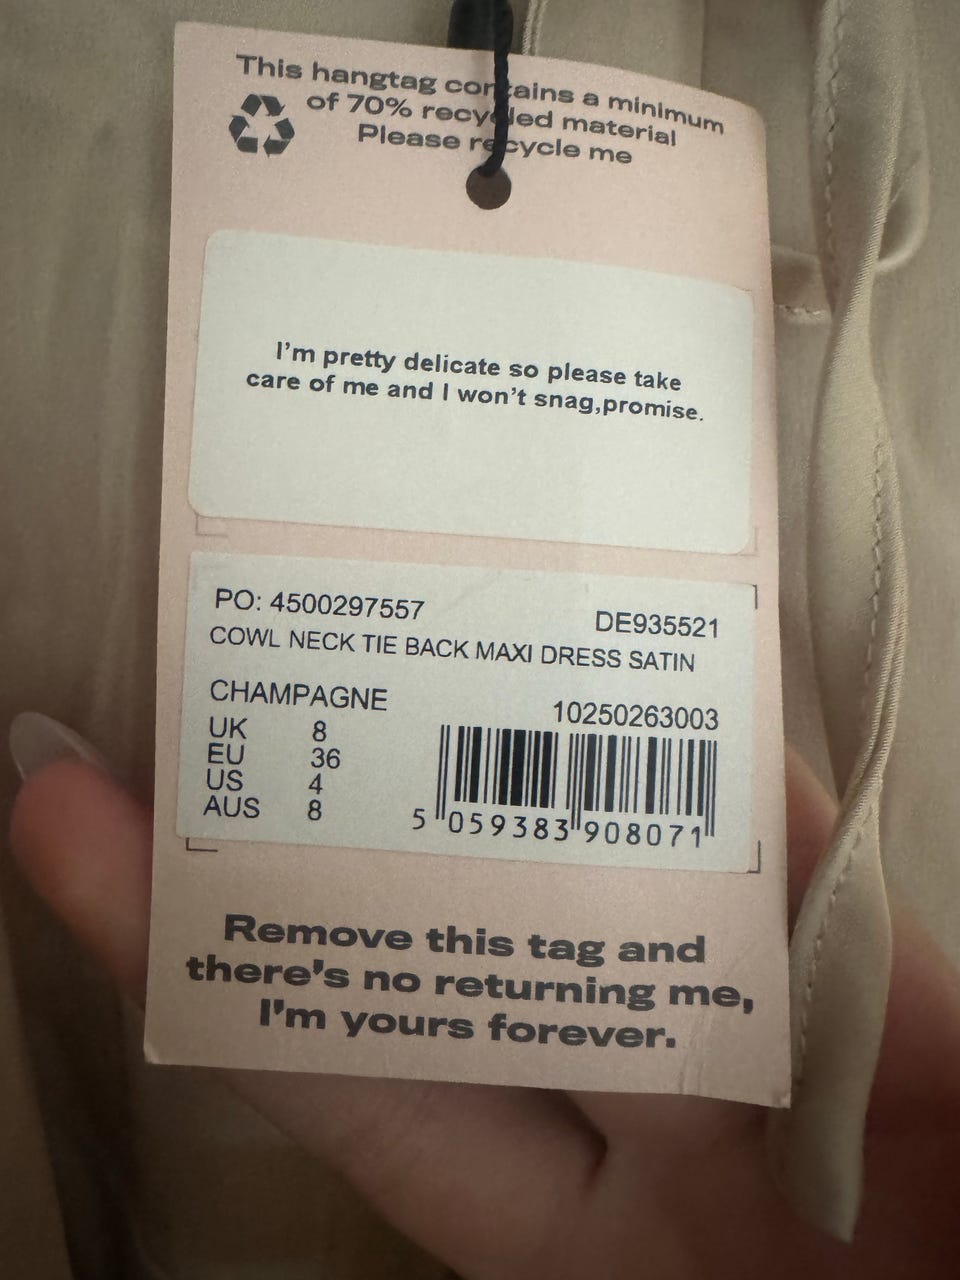 This hangtag contains a minimum
of 70% recycled material
Please recycle me
I'm pretty delicate so please take
care of me and I won't snag,promise.
PO: 4500297557 DE935521
COWL NECK TIE BACK MAXI DRESS SATIN
CHAMPAGNE 10250263003
UK 8
EU 36
US 4
AUS 8
5 059383 908071
Remove this tag and
there's no returning me,
I'm yours forever.